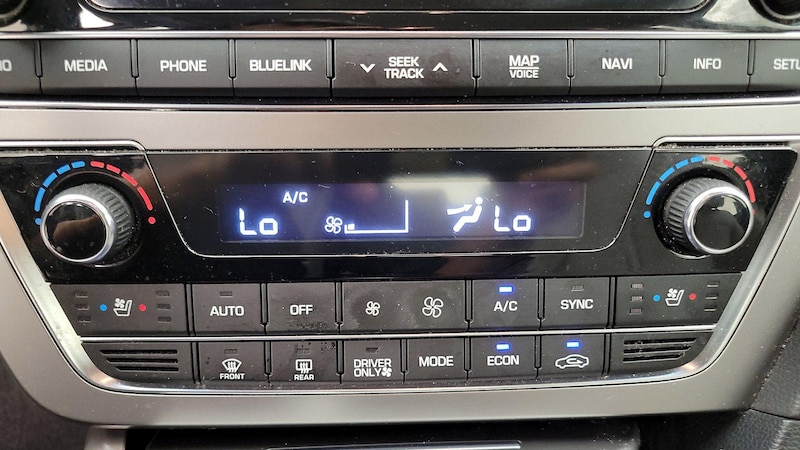 MEDIA
PHONE
BLUELINK
SEEK
TRACK
MAP
VOICE
NAVI
INFO
A/C
Lo
Lo
AUTO
OFF
A/C
SYNC
FRONT
REAR
DRIVER
ONLY
MODE
ECON